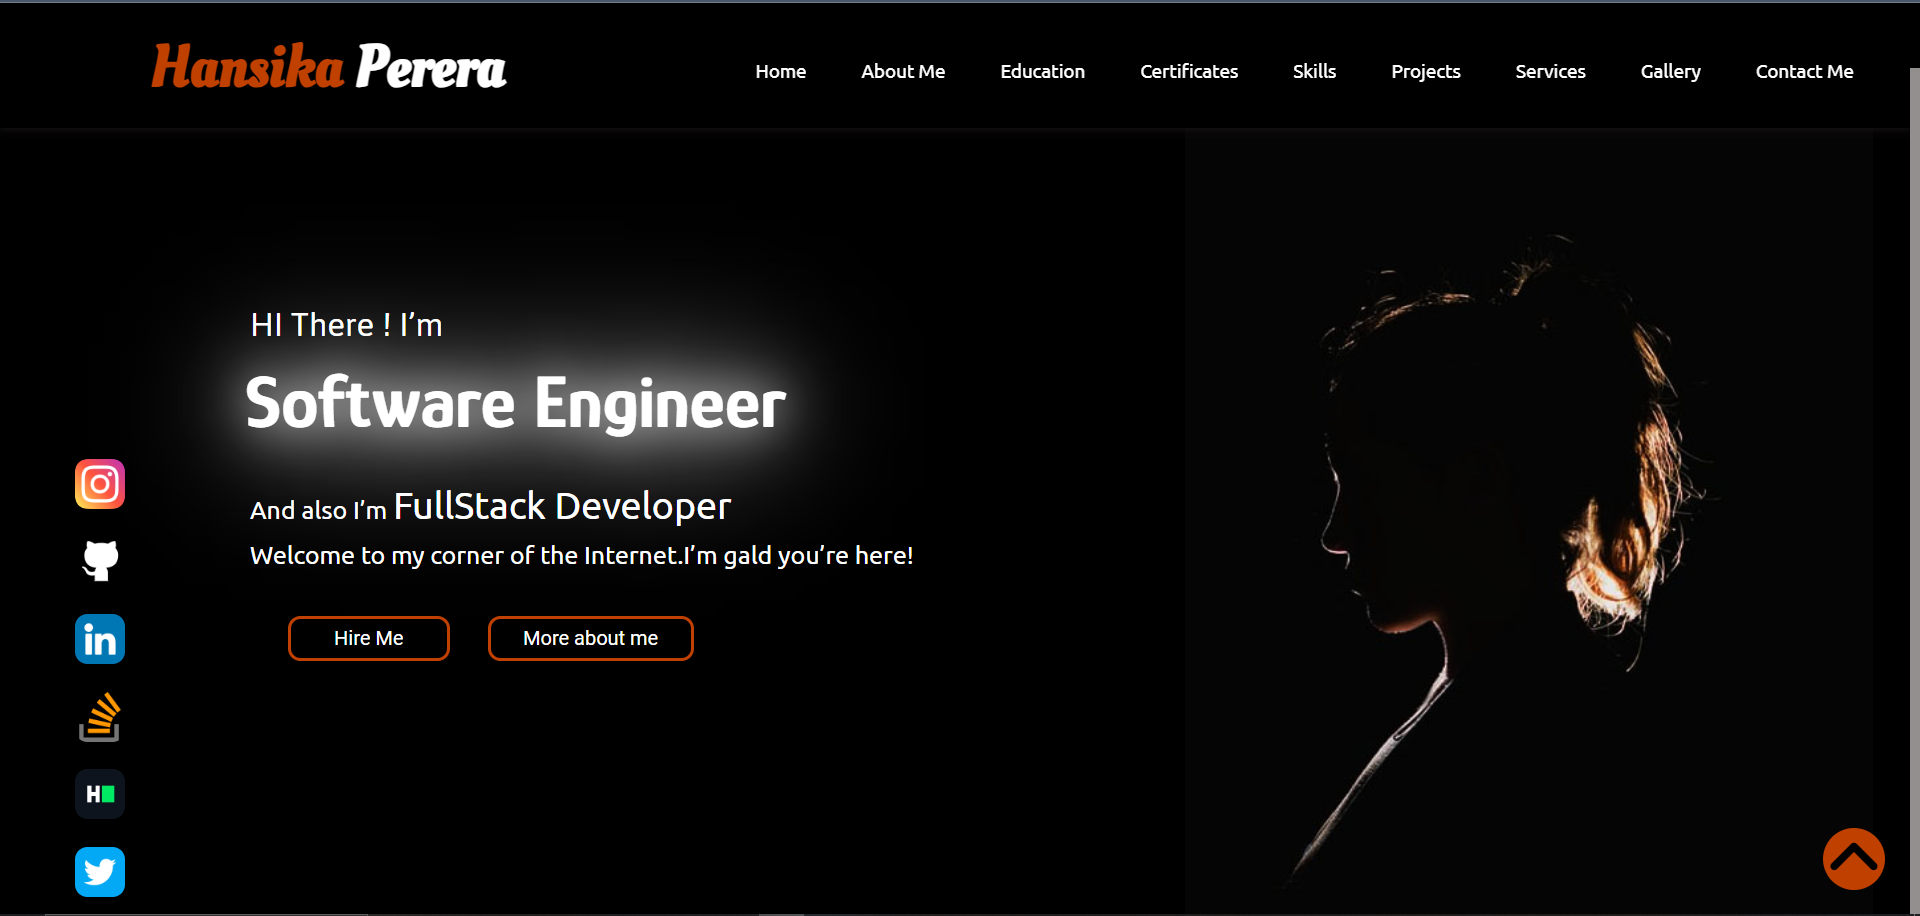 Hansika Perera
Home About Me Education Certificates Skills Projects Services Gallery Contact Me
HI There ! I’m
Software Engineer
And also I’m FullStack Developer
Welcome to my corner of the Internet.I’m gald you’re here!
Hire Me More about me
in
H